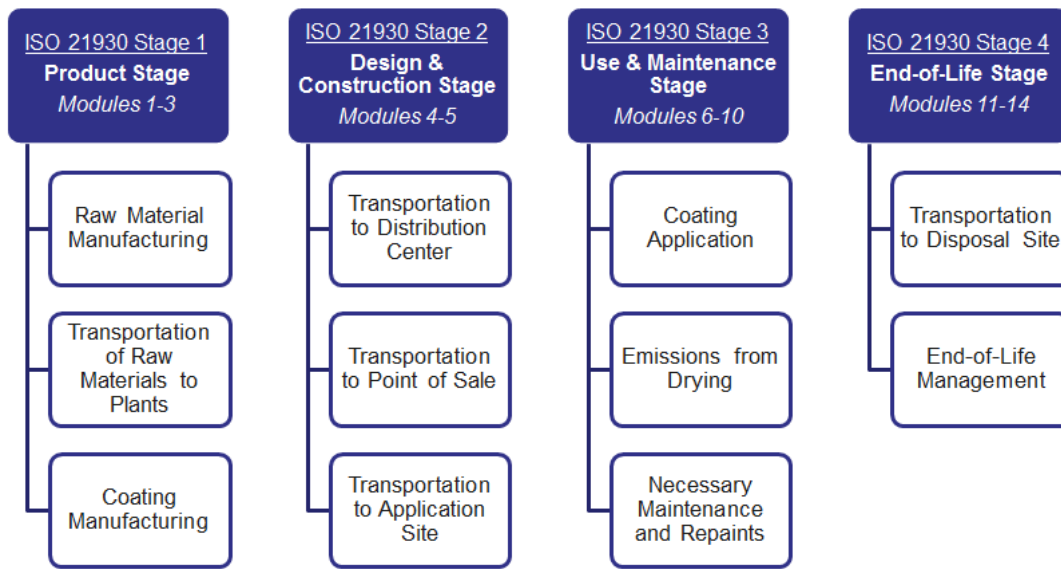 ISO 21930 Stage 1
Product Stage
Modules 1-3
Raw Material
Manufacturing
Transportation
of Raw
Materials to
Plants
Coating
Manufacturing
ISO 21930 Stage 2
Design &
Construction Stage
Modules 4-5
Transportation
to Distribution
Center
Transportation
to Point of Sale
Transportation
to Application
Site
ISO 21930 Stage 3
Use & Maintenance
Stage
Modules 6-10
Coating
Application
Emissions from
Drying
Necessary
Maintenance
and Repaints
ISO 21930 Stage 4
End-of-Life Stage
Modules 11-14
Transportation
to Disposal Site
End-of-Life
Management